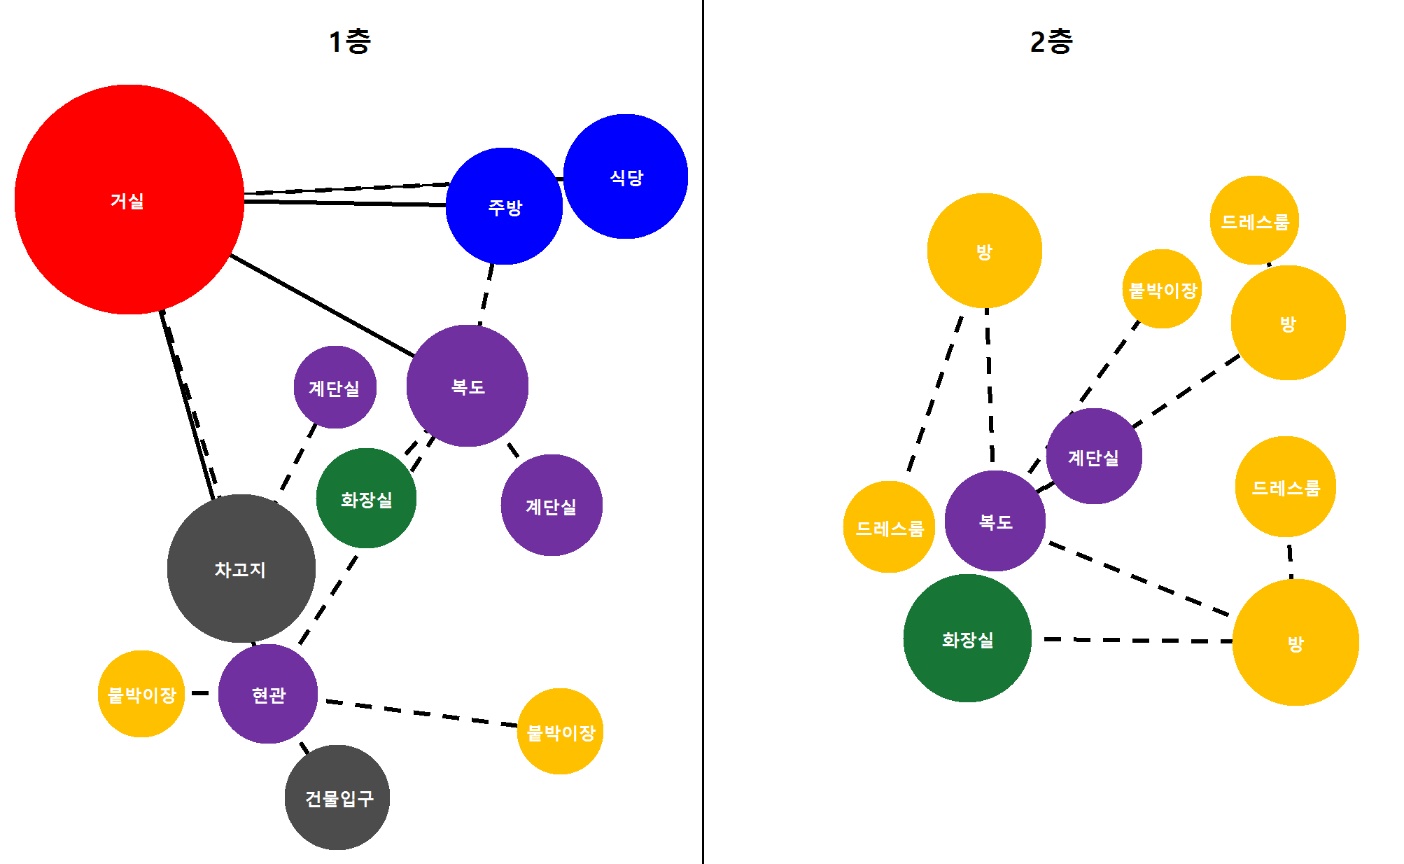 1층
거실
주방
식당
계단실
복도
화장실
계단실
차고지
붙박이장
현관
붙박이장
건물입구
2층
드레스룸
방
붙박이장
방
계단실
드레스룸
복도
드레스룸
화장실
방